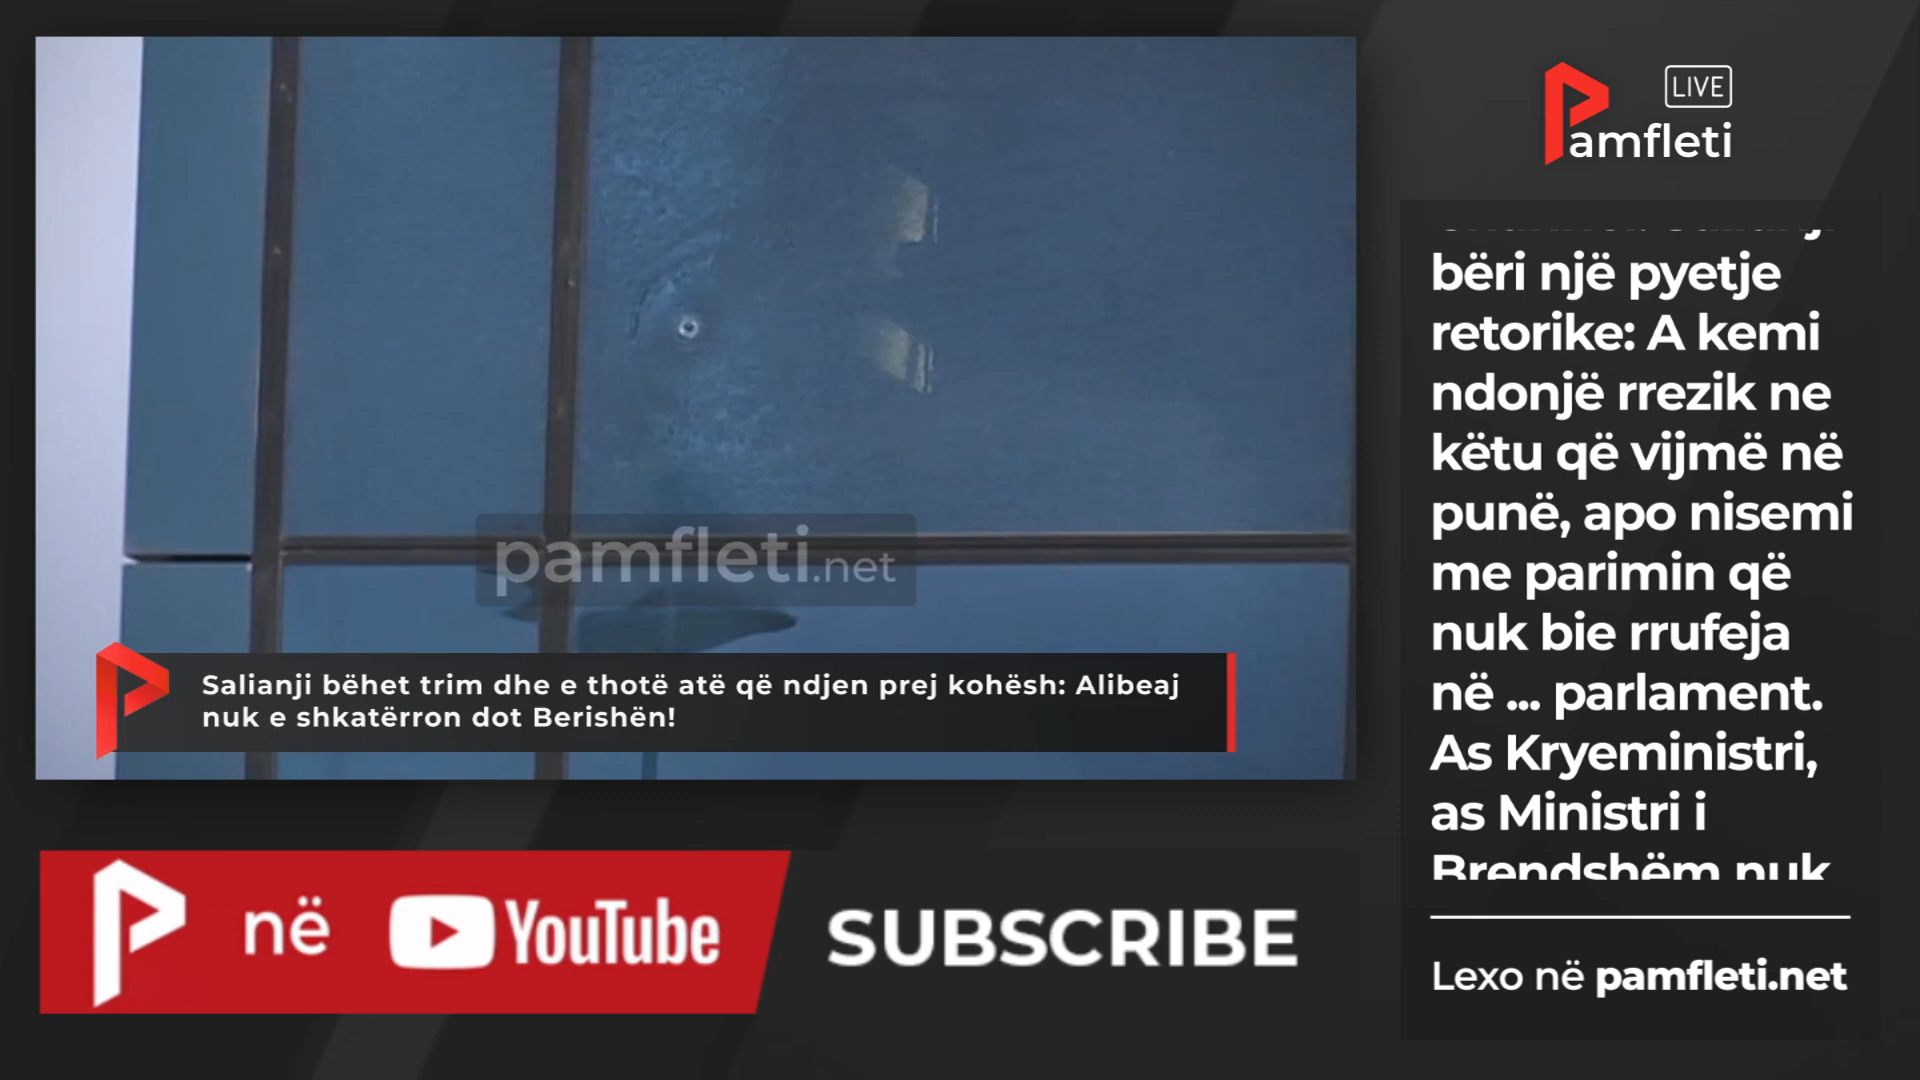 LIVE
Pamfleti
bëri një pyetje
retorike: A kemi
ndonjë rrezik ne
këtu që vijmë në
punë, apo nisemi
me parimin që
nuk bie rrufeja
në ... parlament.
As Kryeministri,
as Ministri i
Brendshëm nuk
Lexo në pamfleti.net
pamfleti.net
Salianji bëhet trim dhe e thotë atë që ndjen prej kohësh: Alibeaj
nuk e shkatërron dot Berishën!
P në YouTube
SUBSCRIBE